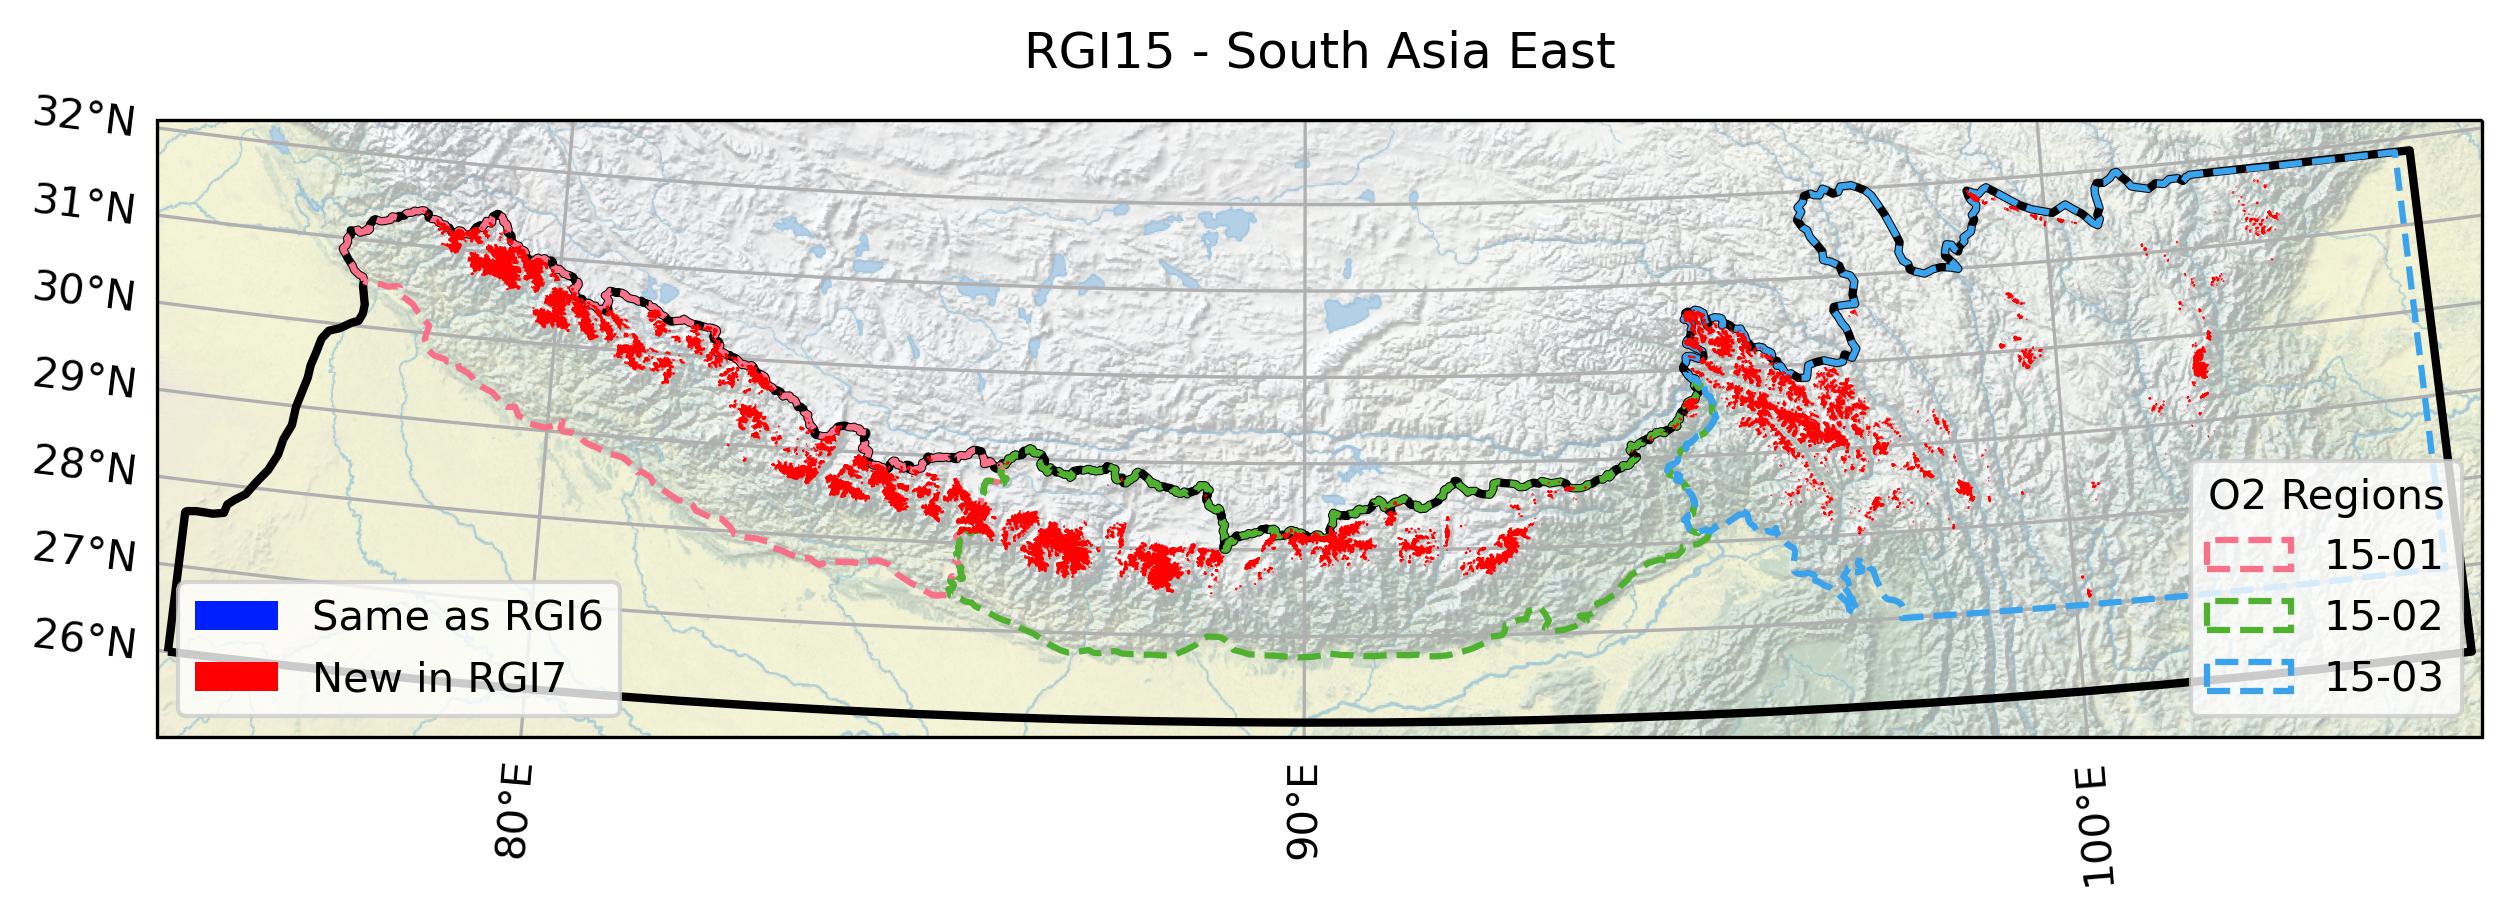 RGI15 - South Asia East
32°N
31°N
30°N
29°N
28°N
27°N
26°N
Same as RGI6
New in RGI7
O2 Regions
15-01
15-02
15-03
80°E
90°E
100°E